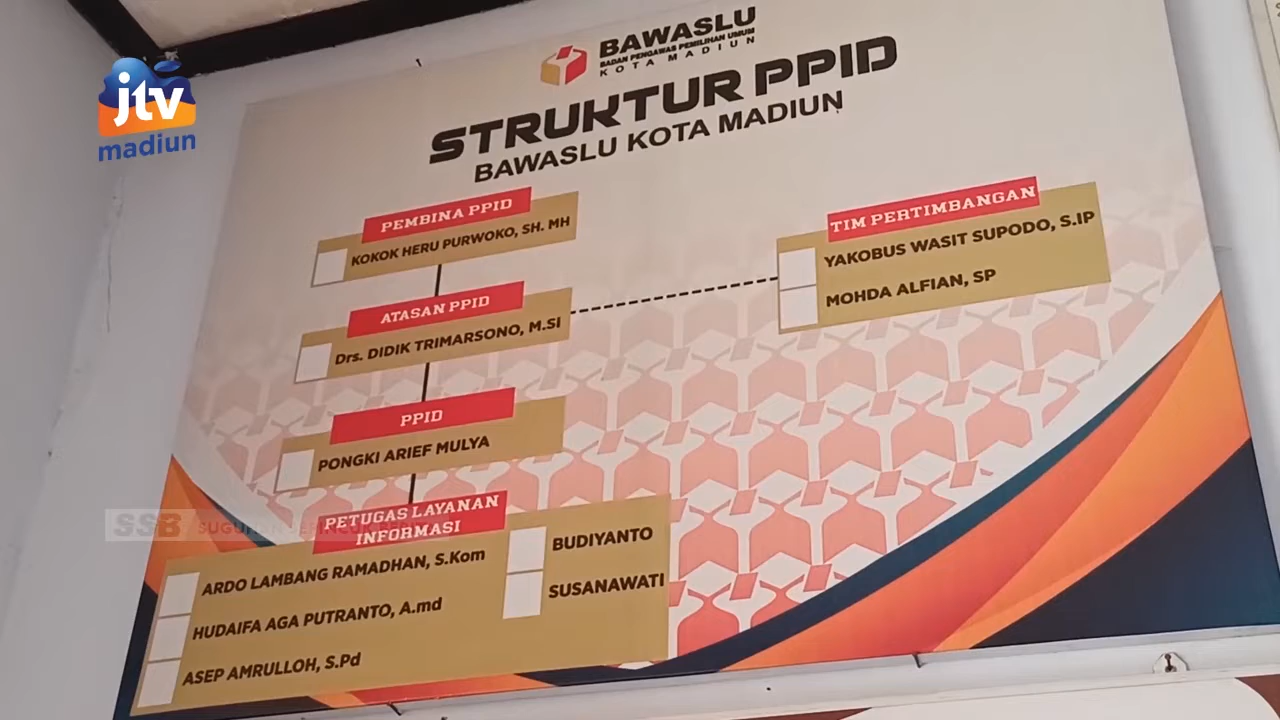 jtv
madiun
BAWASLU
BADAN PENGAWAS PEMILIHAN UMUM
KOTA MADIUN
STRUKTUR PPID
BAWASLU KOTA MADIUN
PEMBINA PPID
KOKOK HERU PURWOKO, SH. MH
TIM PERTIMBANGAN
YAKOBUS WASIT SUPODO, S.IP
MOHDA ALFIAN, SP
ATASAN PPID
Drs. DIDIK TRIMARSONO, M.SI
PPID
PONGKI ARIEF MULYA
PETUGAS LAYANAN
INFORMASI
ARDO LAMBANG RAMADHAN, S.Kom
HUDAIFA AGA PUTRANTO, A.md
ASEP AMRULLOH, S.Pd
BUDIYANTO
SUSANAWATI
SSB